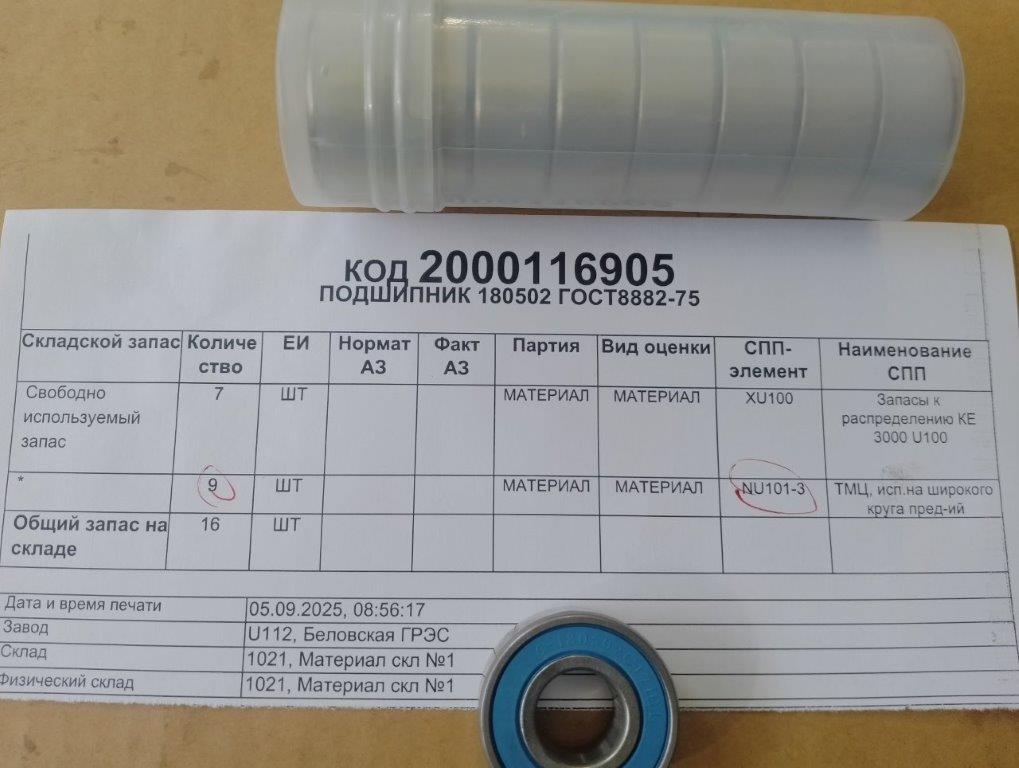 КОД 2000116905
ПОДШИПНИК 180502 ГОСТ8882-75
Складской запас Количе ЕИ Нормат Факт Партия Вид оценки СПП- Наименование
ство АЗ АЗ элемент СПП
Свободно 7 ШТ МАТЕРИАЛ МАТЕРИАЛ XU100 Запасы к
используемый распределению КЕ
запас 3000 U100
* 9 ШТ МАТЕРИАЛ МАТЕРИАЛ NU101-3 ТМЦ, исп.на широкого
круга пред-ий
Общий запас на 16 ШТ
складе
Дата и время печати 05.09.2025, 08:56:17
Завод U112, Беловская ГРЭС
Склад 1021, Материал скл №1
Физический склад 1021, Материал скл №1